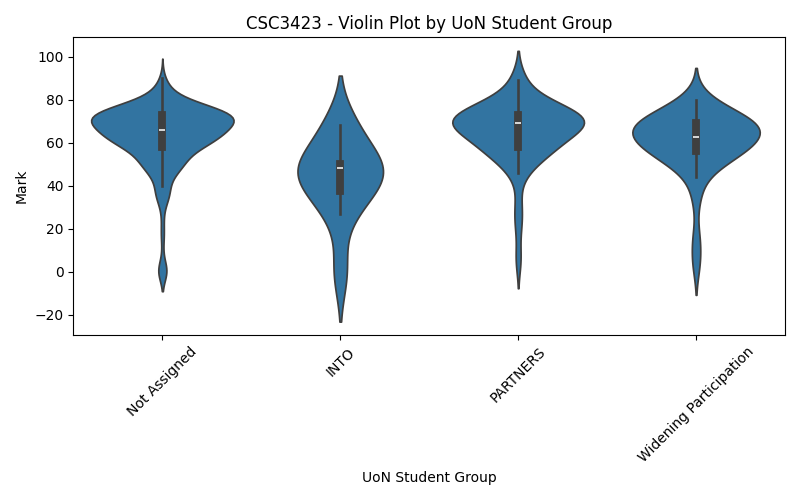 CSC3423 - Violin Plot by UoN Student Group
100
80
60
40
20
0
−20
Mark
Not Assigned
INTO
PARTNERS
Widening Participation
UoN Student Group